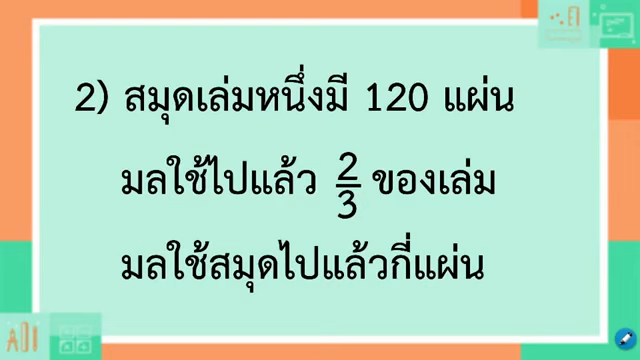 2) สมุดเล่มหนึ่งมี 120 แผ่น
มลใช้ไปแล้ว 2/3 ของเล่ม
มลใช้สมุดไปแล้วกี่แผ่น